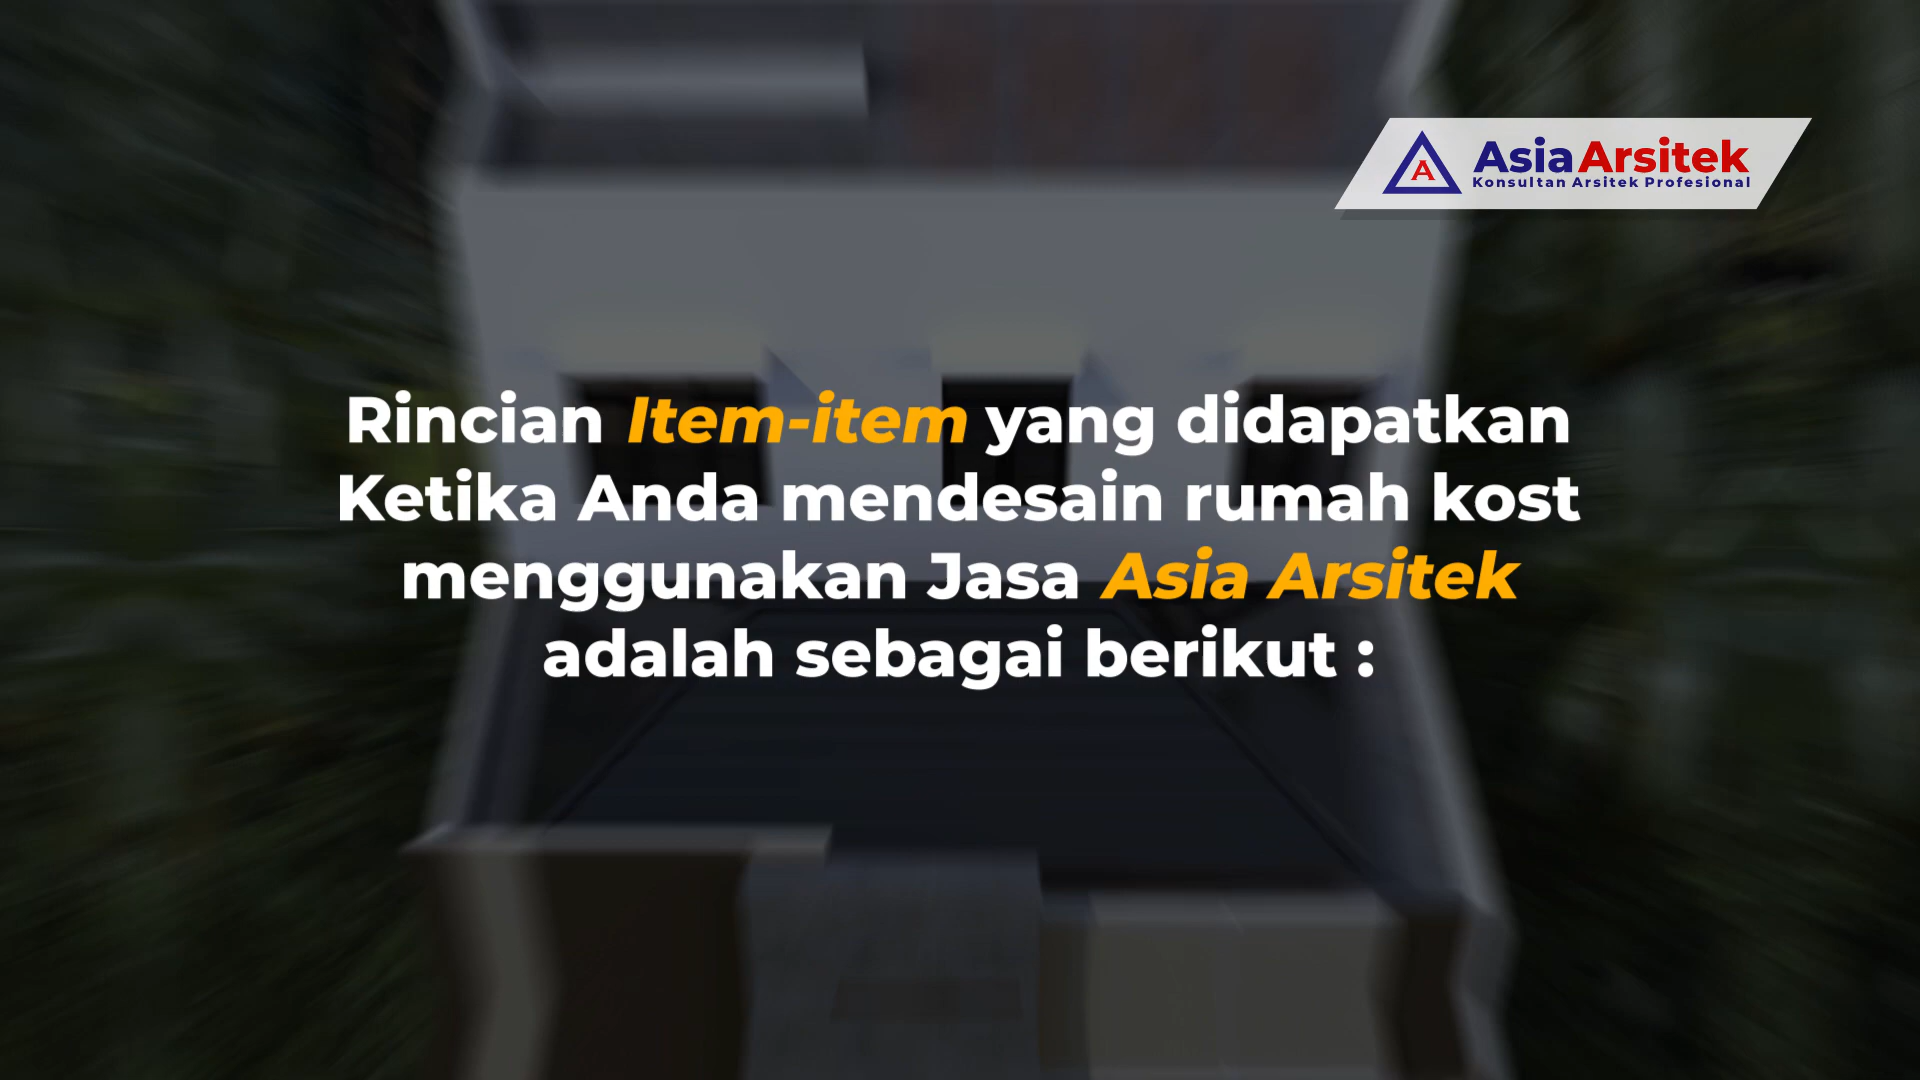 AsiaArsitek
Konsultan Arsitek Profesional
Rincian Item-item yang didapatkan
Ketika Anda mendesain rumah kost
menggunakan Jasa Asia Arsitek
adalah sebagai berikut :